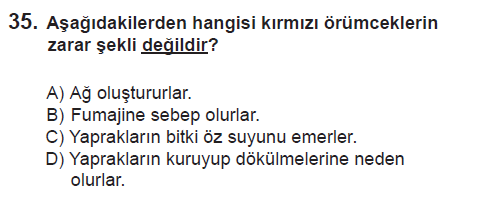 35. Aşağıdakilerden hangisi kırmızı örümceklerin
zarar şekli değildir?
A) Ağ oluştururlar.
B) Fumajine sebep olurlar.
C) Yaprakların bitki öz suyunu emerler.
D) Yaprakların kuruyup dökülmelerine neden
olurlar.